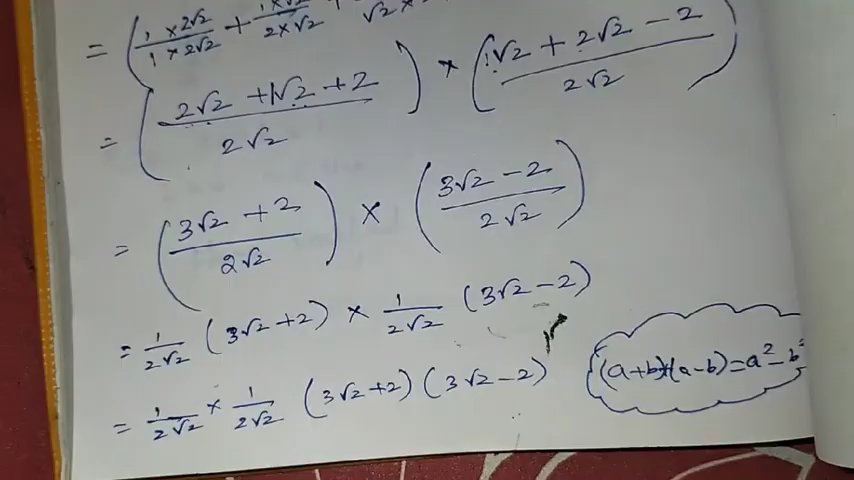 = (1×2√2/1×2√2 + 1×√2/2×√2 +
= (2√2 + 1√2 + 2 / 2√2) × (1√2 + 2√2 − 2 / 2√2)
= (3√2 + 2 / 2√2) × (3√2 − 2 / 2√2)
= 1/2√2 (3√2+2) × 1/2√2 (3√2−2)
= 1/2√2 × 1/2√2 (3√2+2) (3√2−2)
(a+b)×(a−b)=a²−b²